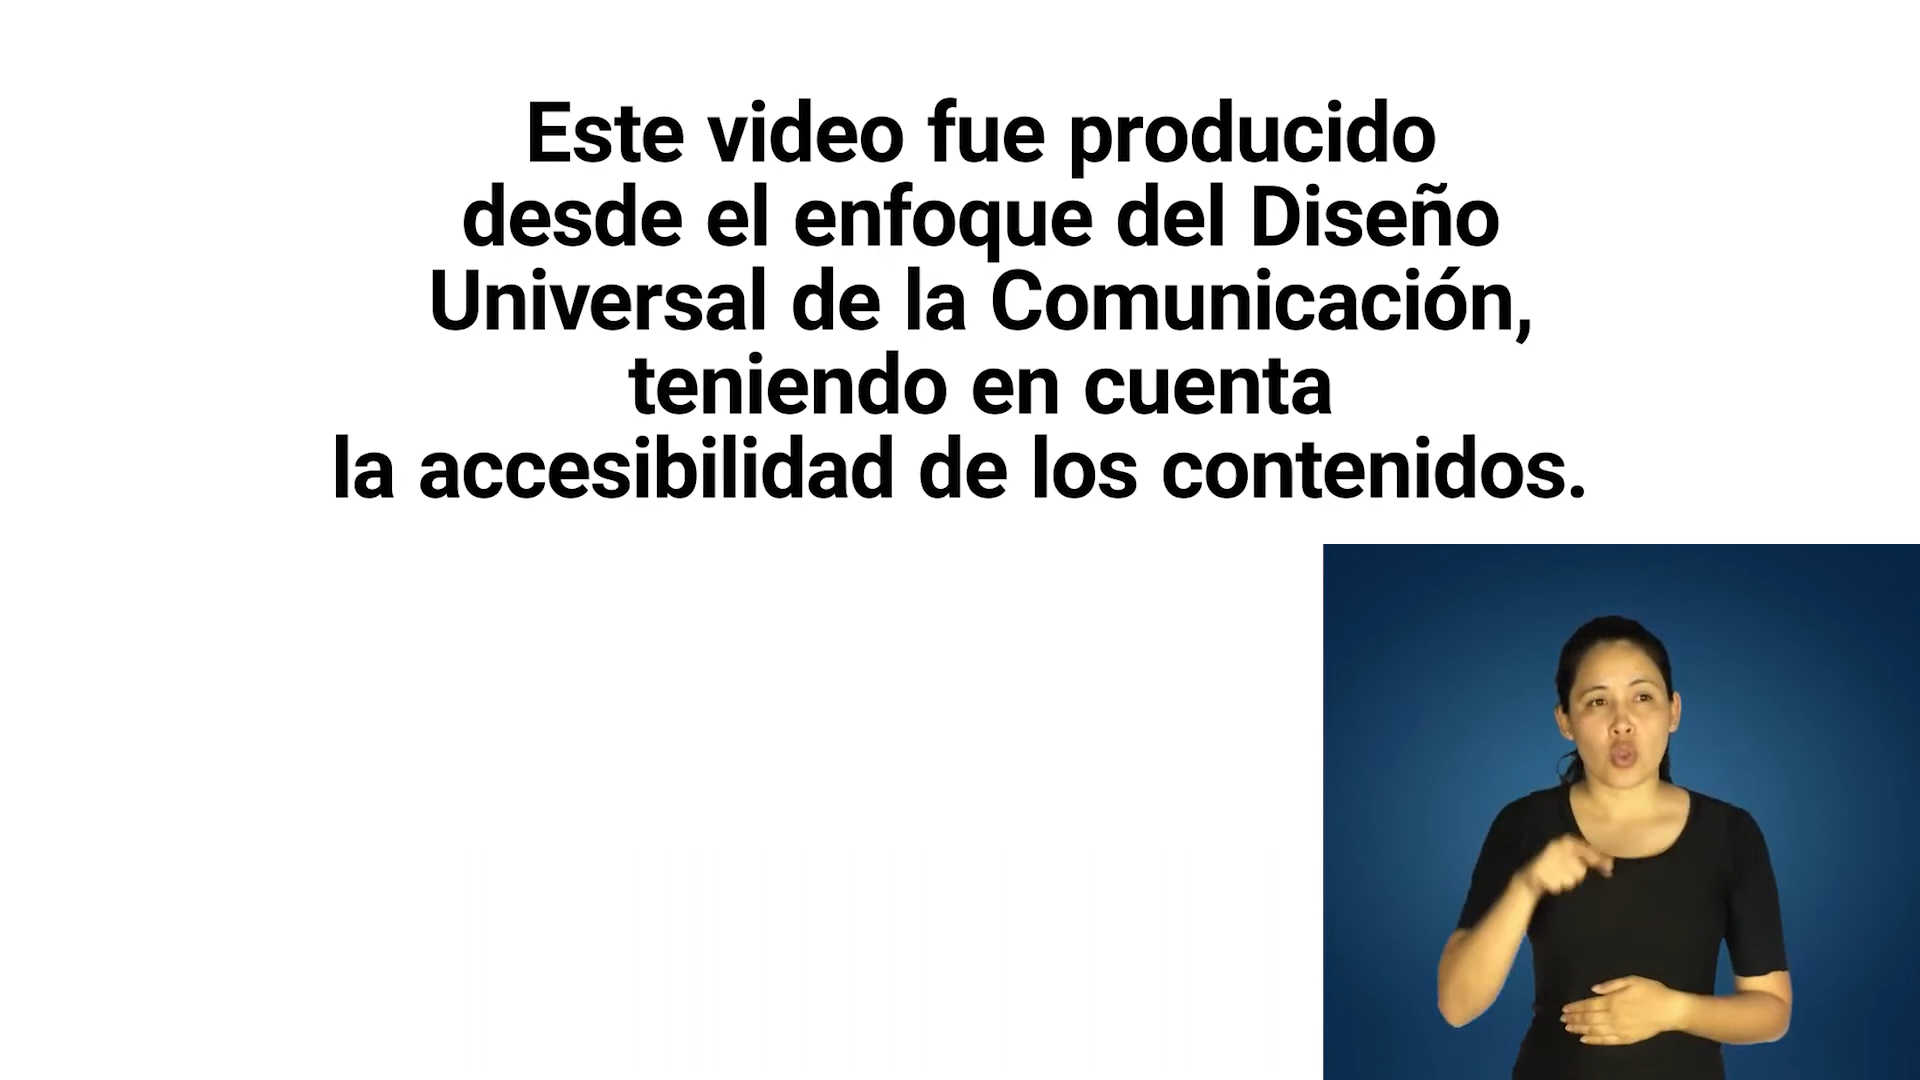 Este video fue producido
desde el enfoque del Diseño
Universal de la Comunicación,
teniendo en cuenta
la accesibilidad de los contenidos.